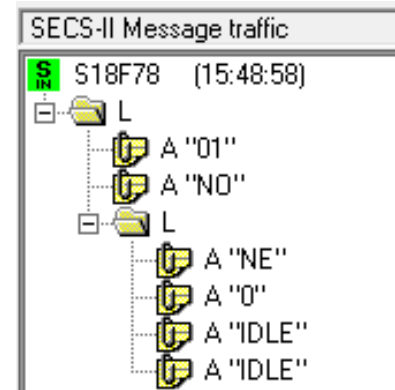 SECS-II Message traffic
S IN S18F78 (15:48:58)
L
A "01"
A "NO"
L
A "NE"
A "0"
A "IDLE"
A "IDLE"